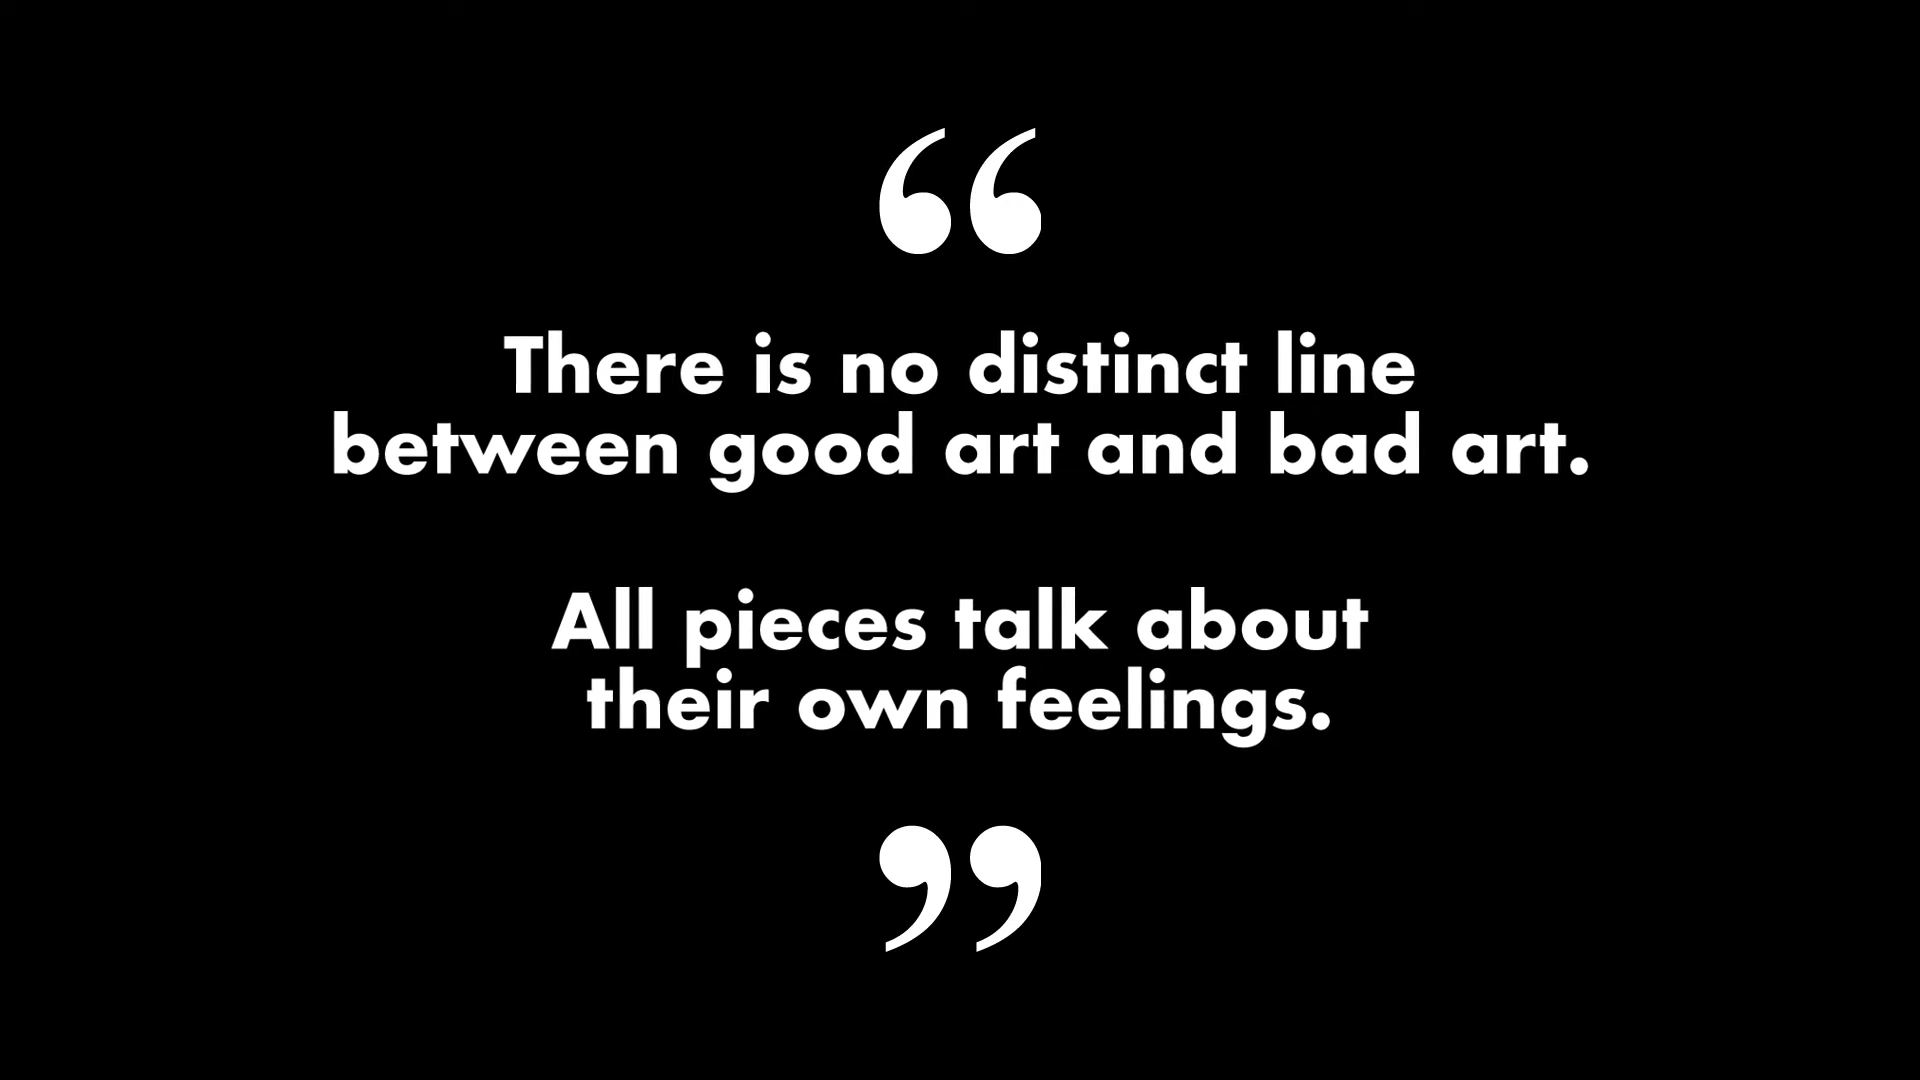 “
There is no distinct line
between good art and bad art.
All pieces talk about
their own feelings.
”